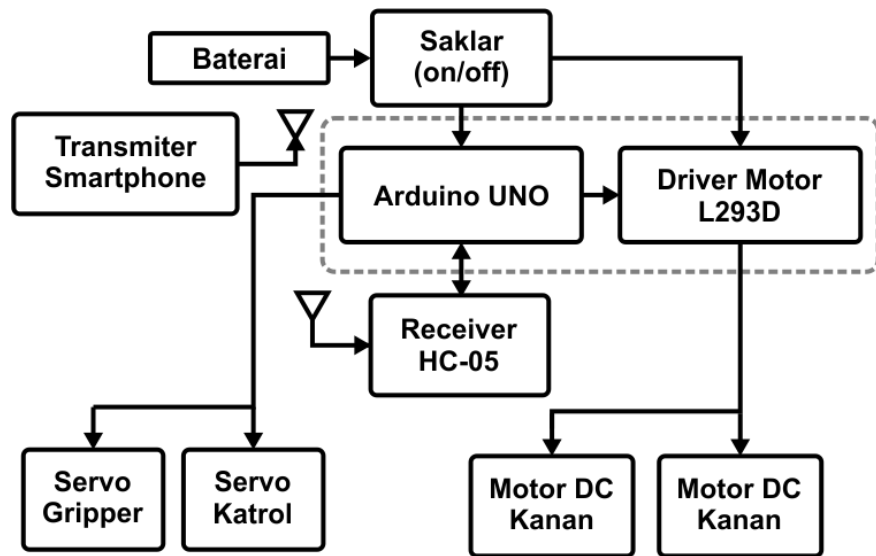 Baterai
Saklar
(on/off)
Transmiter
Smartphone
Arduino UNO
Driver Motor
L293D
Receiver
HC-05
Servo
Gripper
Servo
Katrol
Motor DC
Kanan
Motor DC
Kanan